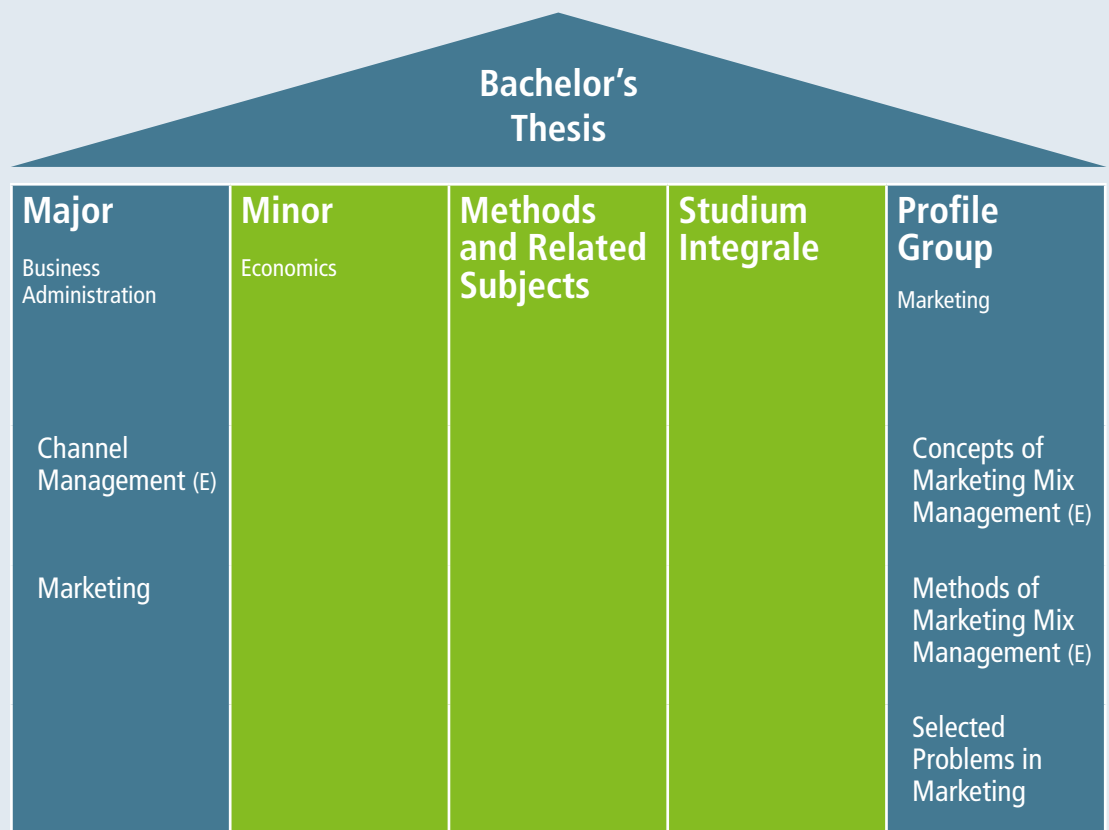 Bachelor’s
Thesis
Major
Business
Administration
Channel
Management (E)
Marketing
Minor
Economics
Methods
and Related
Subjects
Studium
Integrale
Profile
Group
Marketing
Concepts of
Marketing Mix
Management (E)
Methods of
Marketing Mix
Management (E)
Selected
Problems in
Marketing